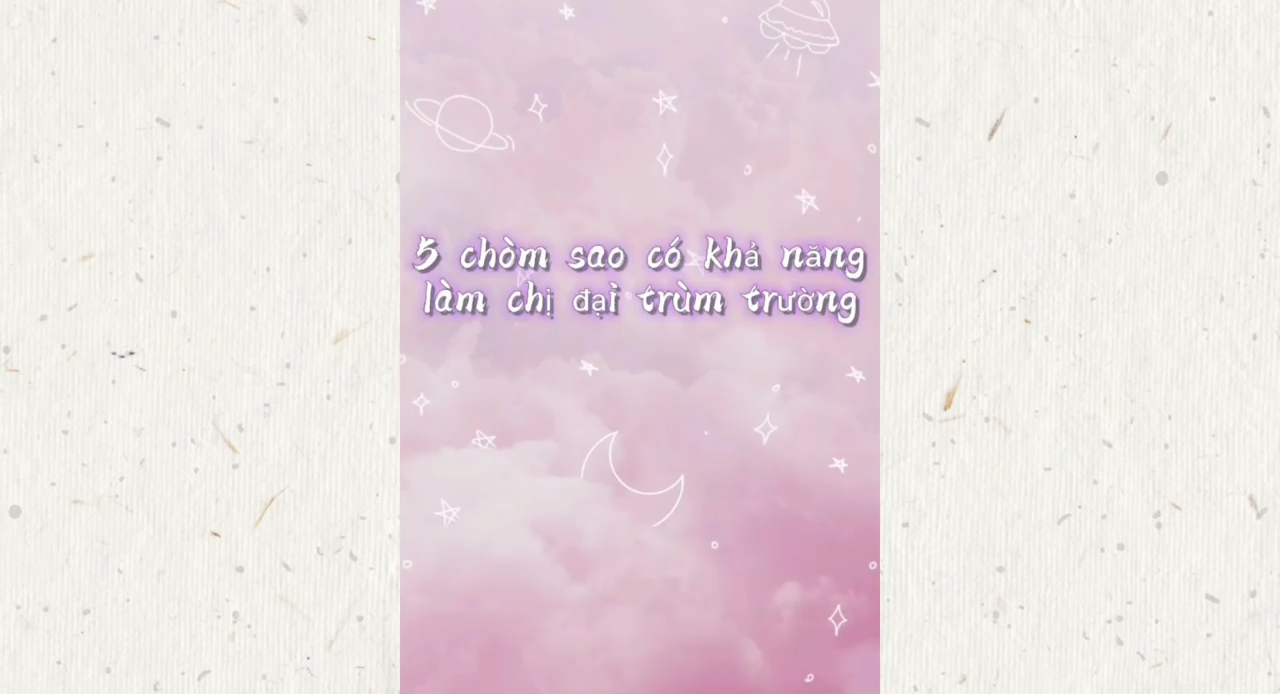 5 chòm sao có khả năng
làm chị đại trùm trường